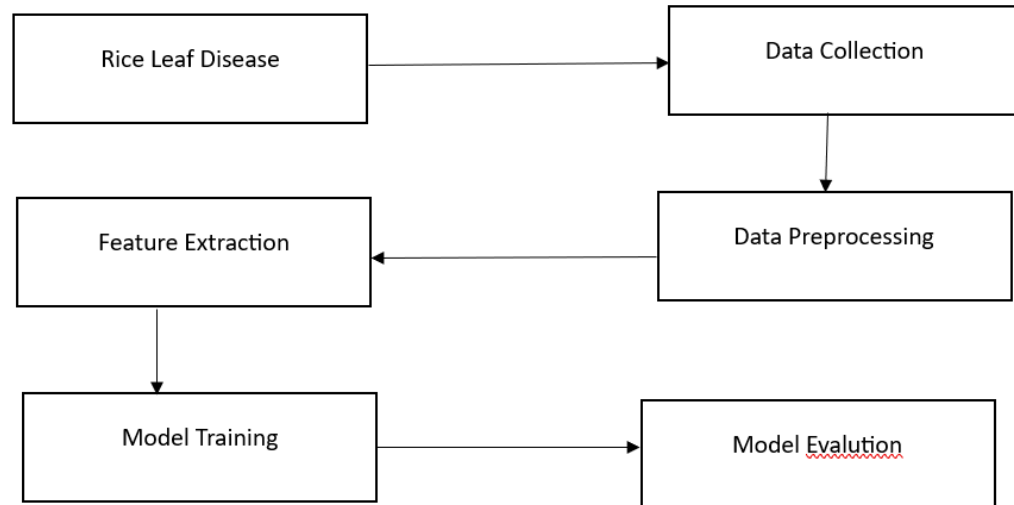 Rice Leaf Disease
Data Collection
Data Preprocessing
Feature Extraction
Model Training
Model Evalution